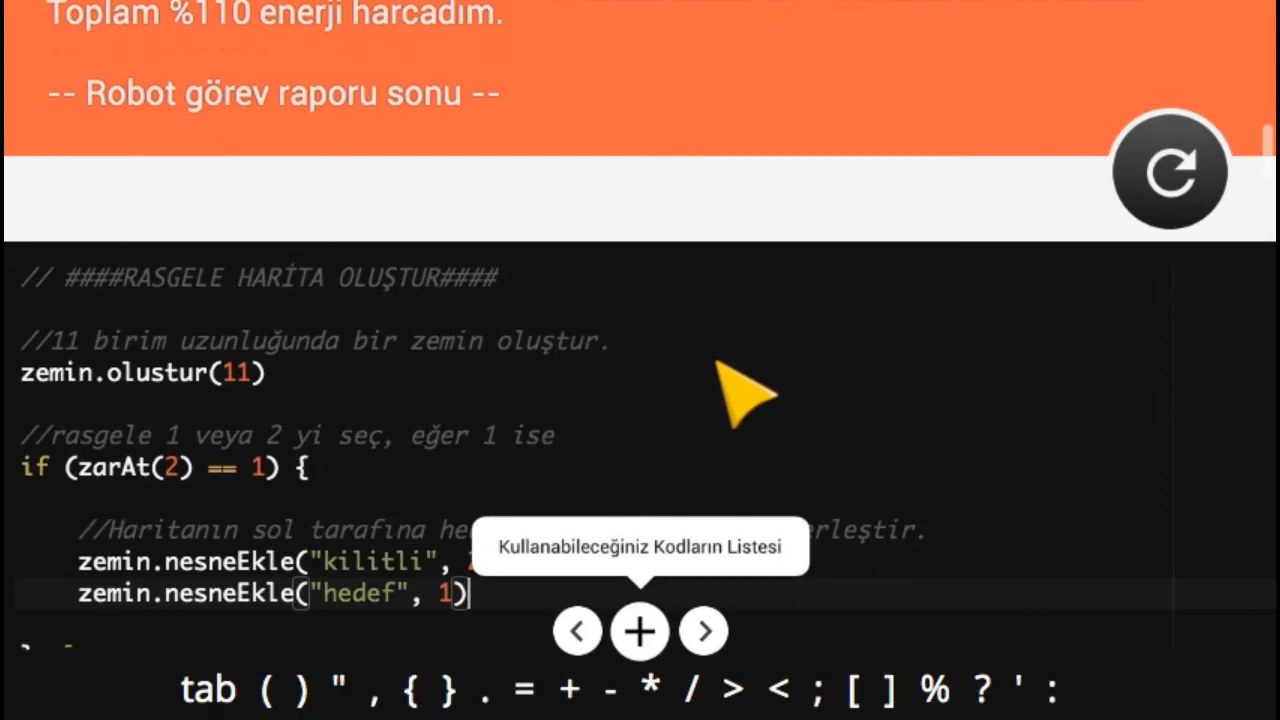 Toplam %110 enerji harcadım.
-- Robot görev raporu sonu --
// ####RASGELE HARİTA OLUŞTUR####
//11 birim uzunluğunda bir zemin oluştur.
zemin.olustur(11)
//rasgele 1 veya 2 yi seç, eğer 1 ise
if (zarAt(2) == 1) {
//Haritanın sol tarafına
zemin.nesneEkle("kilitli",
zemin.nesneEkle("hedef", 1)
Kullanabileceğiniz Kodların Listesi
tab ( ) " , { } . = + - * / > < ; [ ] % ? ' :